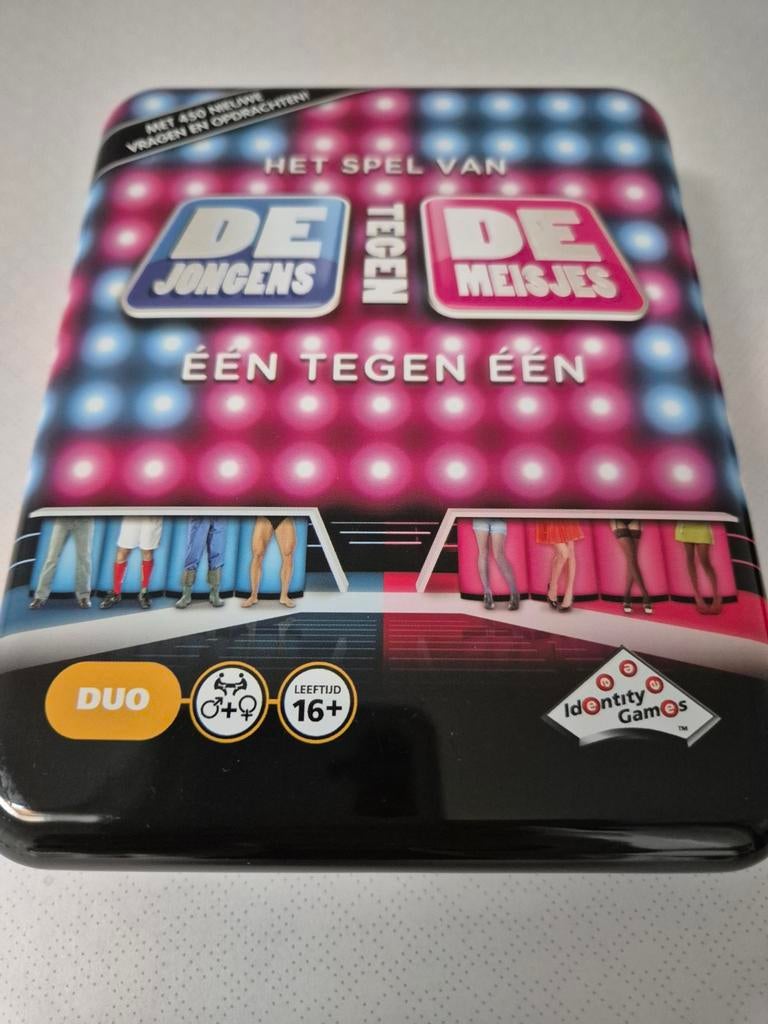 MET 450 NIEUWE
VRAGEN EN OPDRACHTEN!
HET SPEL VAN
DE
JONGENS
TEGEN
DE
MEISJES
ÉÉN TEGEN ÉÉN
DUO
♂+♀
LEEFTIJD
16+
Identity
Games
™